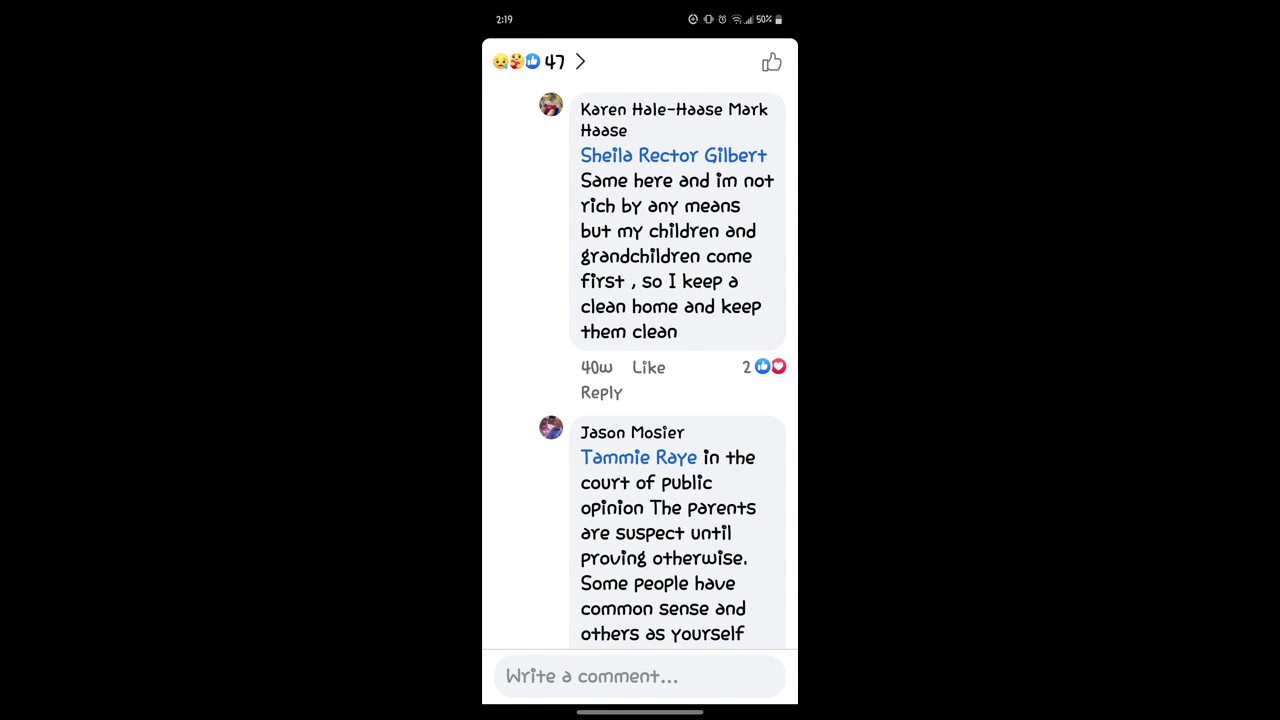 2:19
50%
47
Karen Hale-Haase Mark
Haase
Sheila Rector Gilbert
Same here and im not
rich by any means
but my children and
grandchildren come
first , so I keep a
clean home and keep
them clean
40w Like 2
Reply
Jason Mosier
Tammie Raye in the
court of public
opinion The parents
are suspect until
proving otherwise.
Some people have
common sense and
others as yourself
Write a comment...